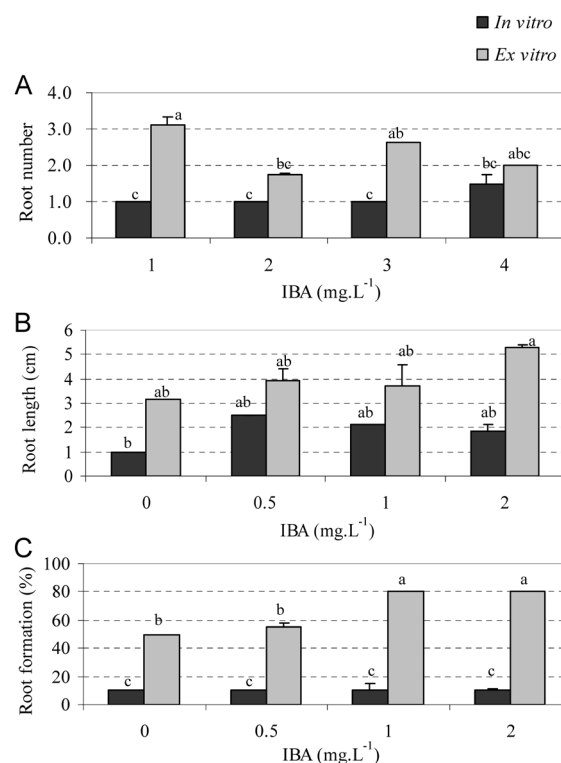 In vitro
Ex vitro
A
Root number
4.0
3.0
2.0
1.0
0.0
a
ab
c
bc
c
c
bc
abc
1 2 3 4
IBA (mg.L-1)
B
Root length (cm)
6
5
4
3
2
1
0
b
ab
ab
ab
ab
ab
ab
a
0 0.5 1 2
IBA (mg.L-1)
C
Root formation (%)
100
80
60
40
20
0
c
b
c
b
c
a
c
a
0 0.5 1 2
IBA (mg.L-1)